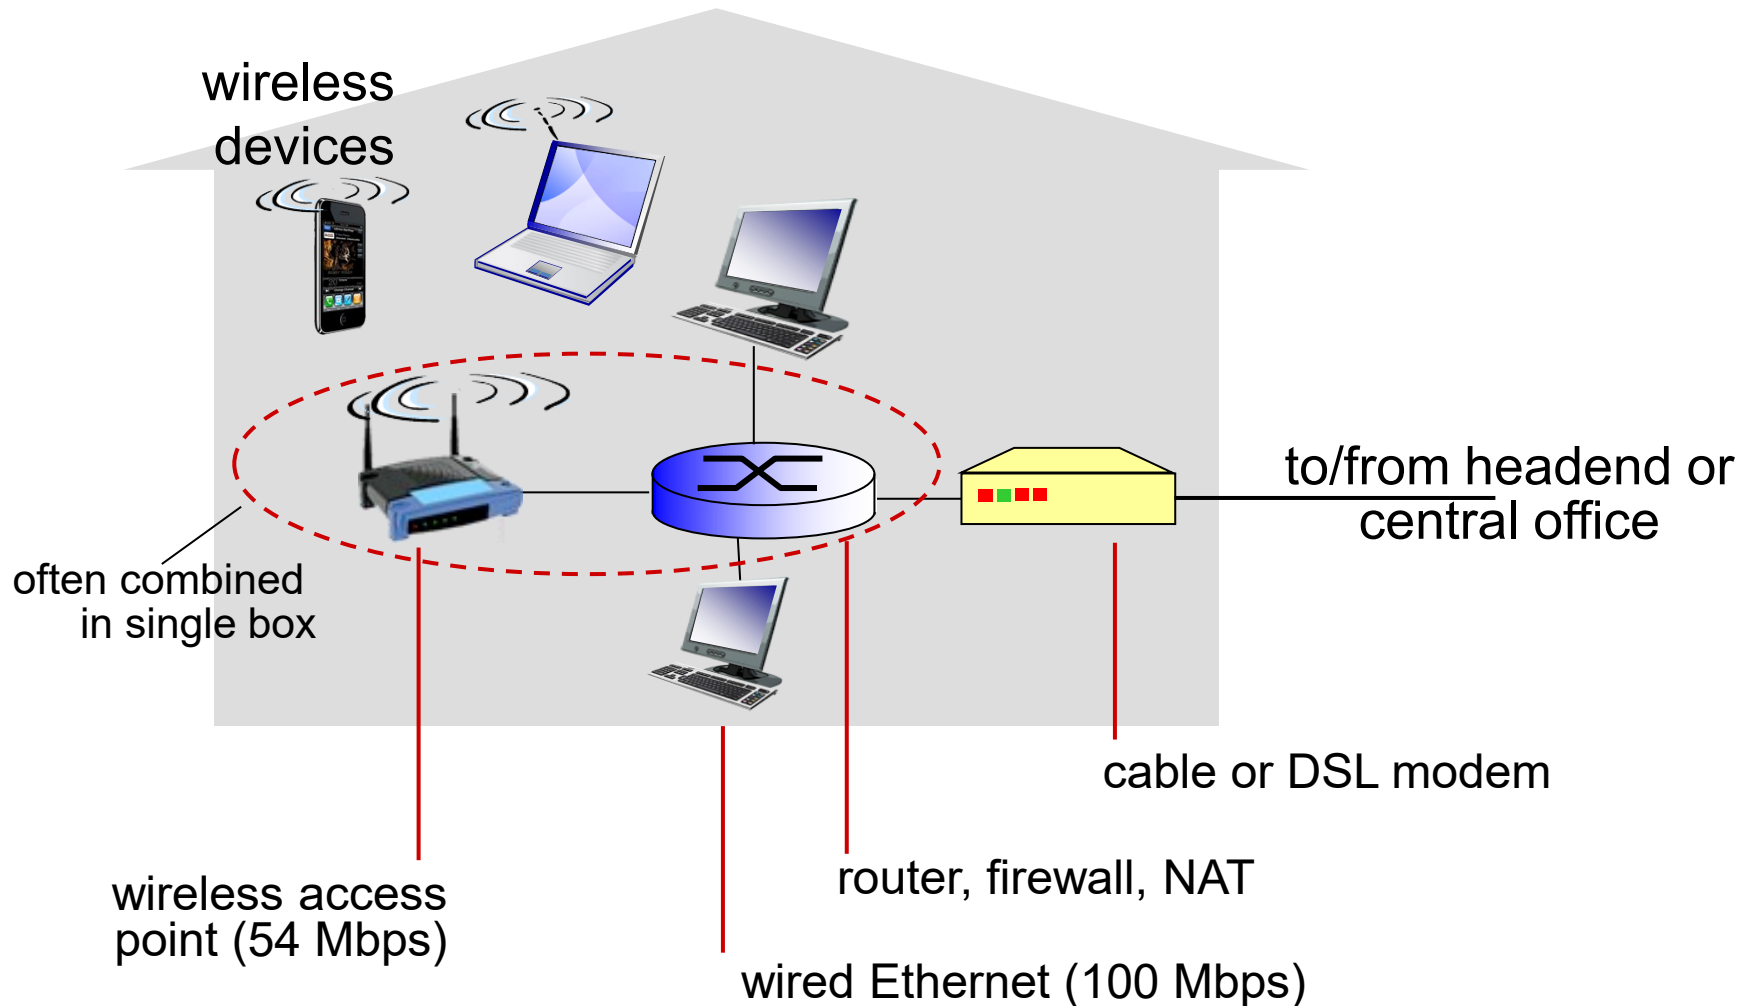 wireless
devices
to/from headend or
central office
often combined
in single box
cable or DSL modem
router, firewall, NAT
wireless access
point (54 Mbps)
wired Ethernet (100 Mbps)